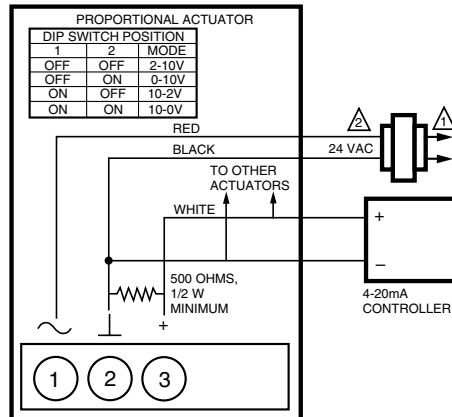 PROPORTIONAL ACTUATOR
DIP SWITCH POSITION
1 2 MODE
OFF OFF 2-10V
OFF ON 0-10V
ON OFF 10-2V
ON ON 10-0V
RED
2
1
BLACK
24 VAC
TO OTHER
ACTUATORS
WHITE
+
–
500 OHMS,
1/2 W
MINIMUM
4-20mA
CONTROLLER
+
1 2 3